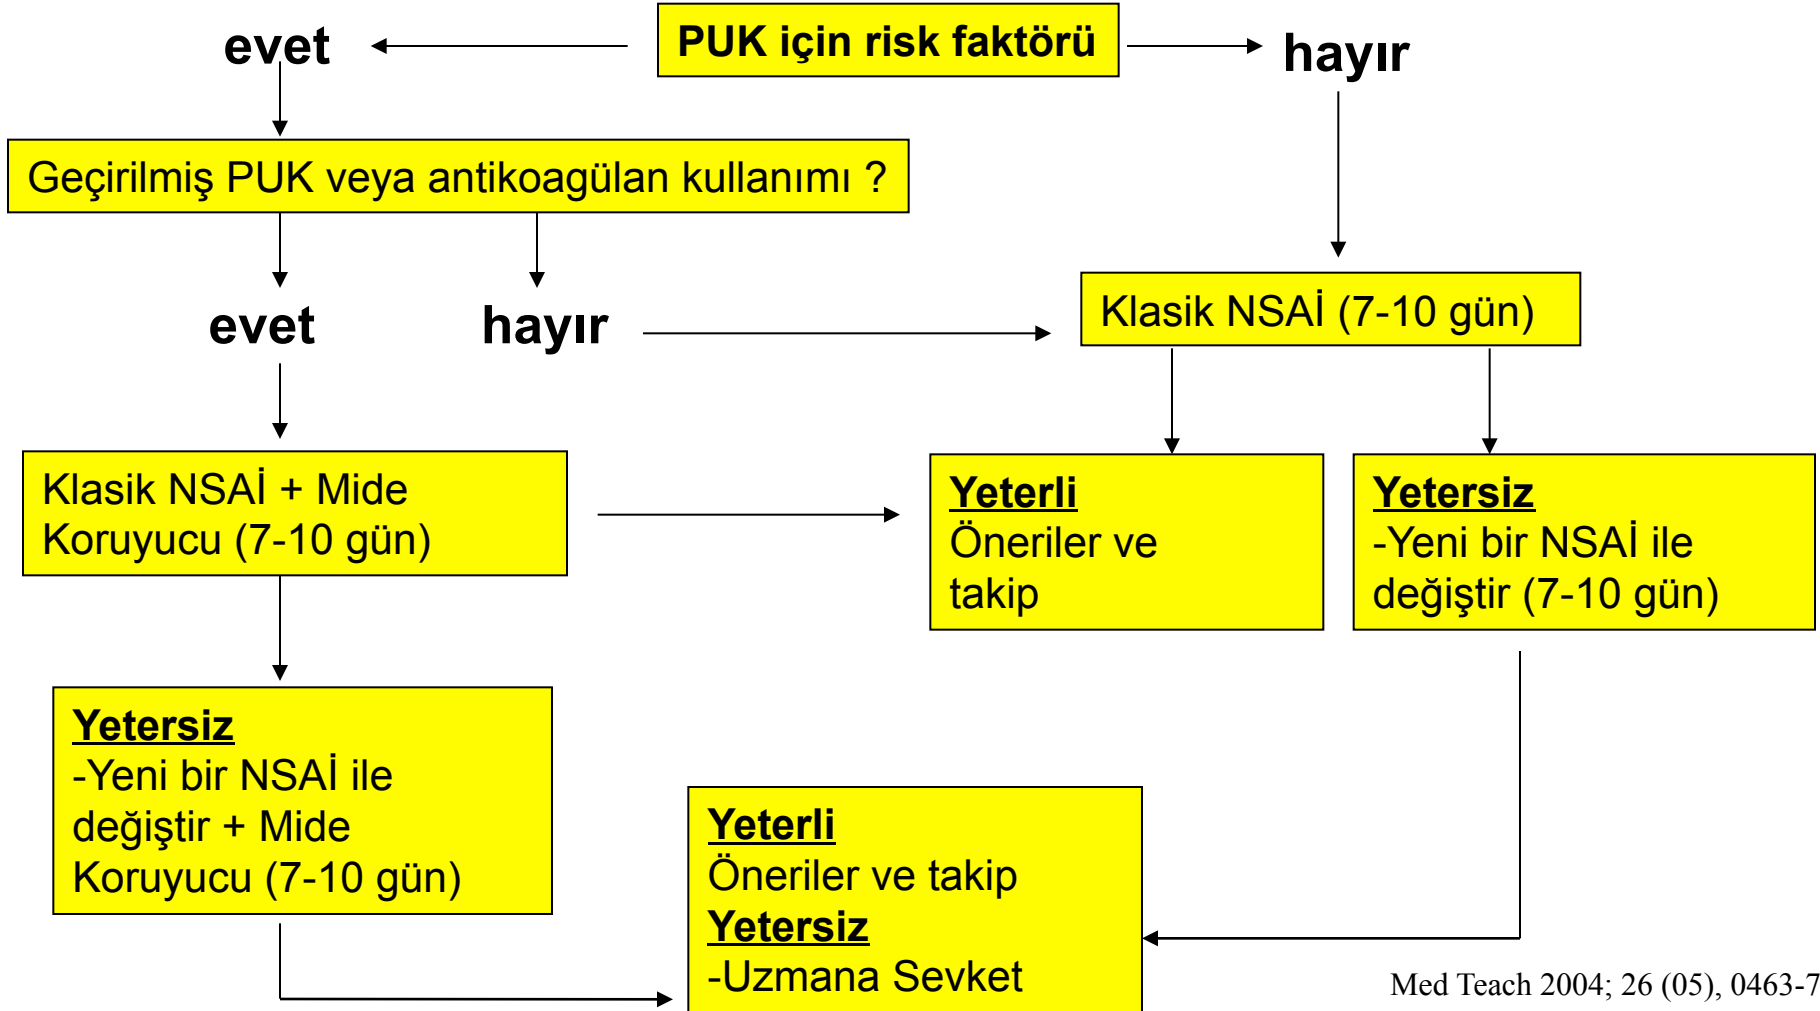 PUK için risk faktörü
evet
hayır
Geçirilmiş PUK veya antikoagülan kullanımı ?
evet
hayır
Klasik NSAİ (7-10 gün)
Klasik NSAİ + Mide
Koruyucu (7-10 gün)
Yeterli
Öneriler ve
takip
Yetersiz
-Yeni bir NSAİ ile
değiştir (7-10 gün)
Yetersiz
-Yeni bir NSAİ ile
değiştir + Mide
Koruyucu (7-10 gün)
Yeterli
Öneriler ve takip
Yetersiz
-Uzmana Sevket
Med Teach 2004; 26 (05), 0463-7